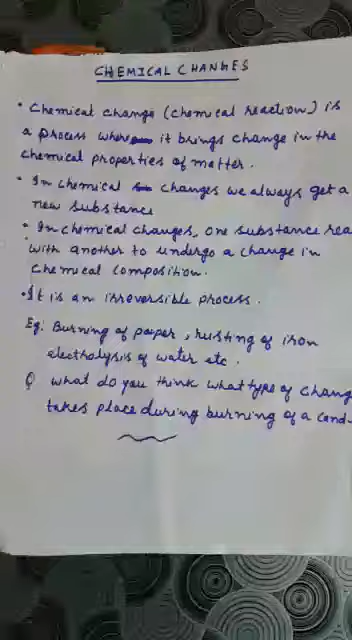 CHEMICAL CHANGES
• Chemical change (chemical reaction) is
a process where it brings change in the
chemical properties of matter.
• In chemical changes we always get a
new substance
• In chemical changes, one substance rea
with another to undergo a change in
chemical composition.
• It is an irreversible process.
Eg: Burning of paper, rusting of iron
electrolysis of water etc.
Q what do you think what type of chang
takes place during burning of a cand